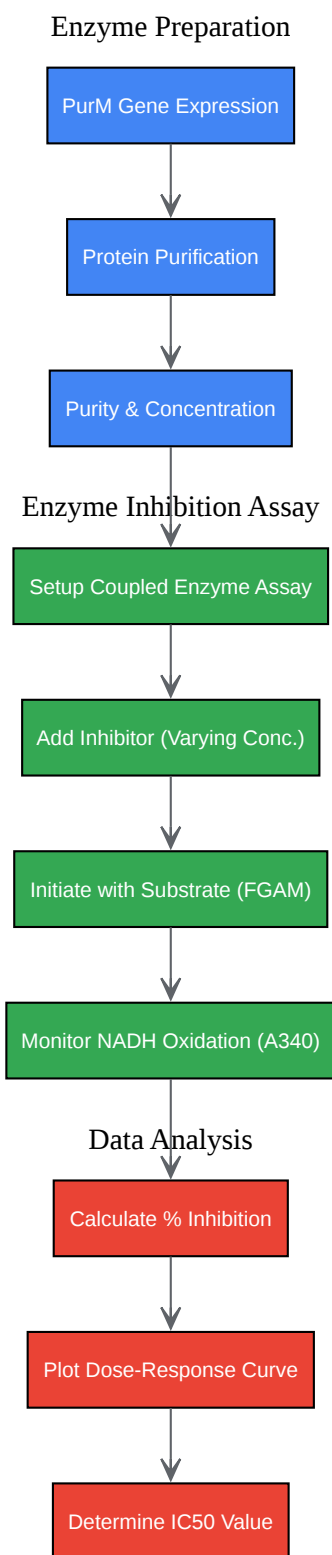 Enzyme Preparation
PurM Gene Expression
Protein Purification
Purity & Concentration
Enzyme Inhibition Assay
Setup Coupled Enzyme Assay
Add Inhibitor (Varying Conc.)
Initiate with Substrate (FGAM)
Monitor NADH Oxidation (A340)
Data Analysis
Calculate % Inhibition
Plot Dose-Response Curve
Determine IC50 Value